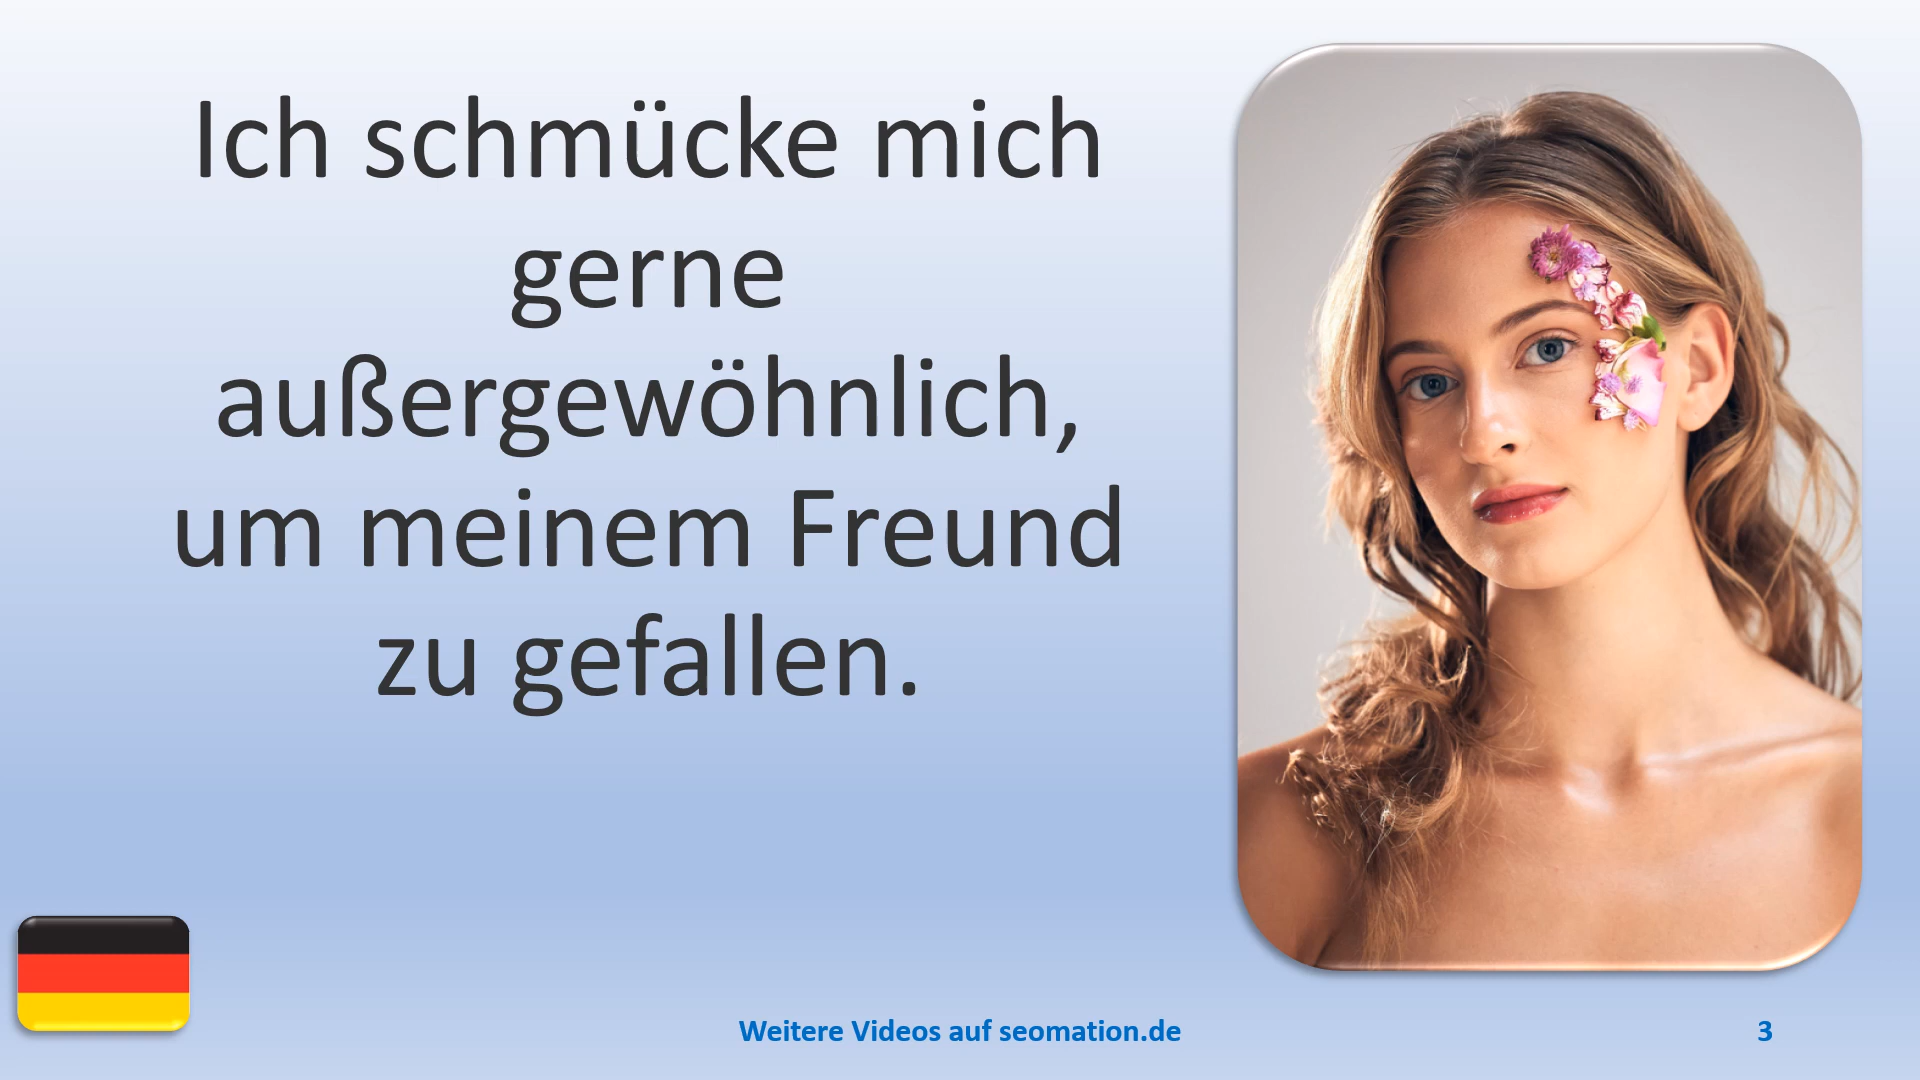 Ich schmücke mich
gerne
außergewöhnlich,
um meinem Freund
zu gefallen.
Weitere Videos auf seomation.de
3